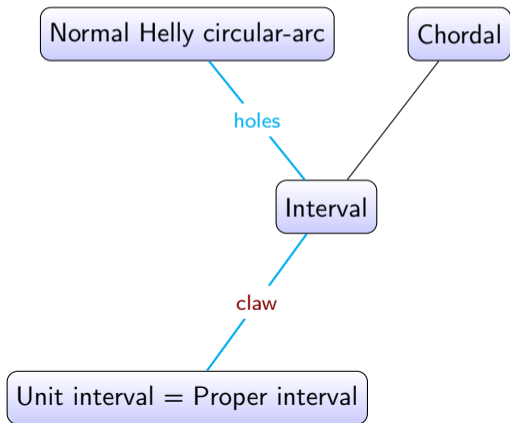 Normal Helly circular-arc
Chordal
holes
Interval
claw
Unit interval = Proper interval